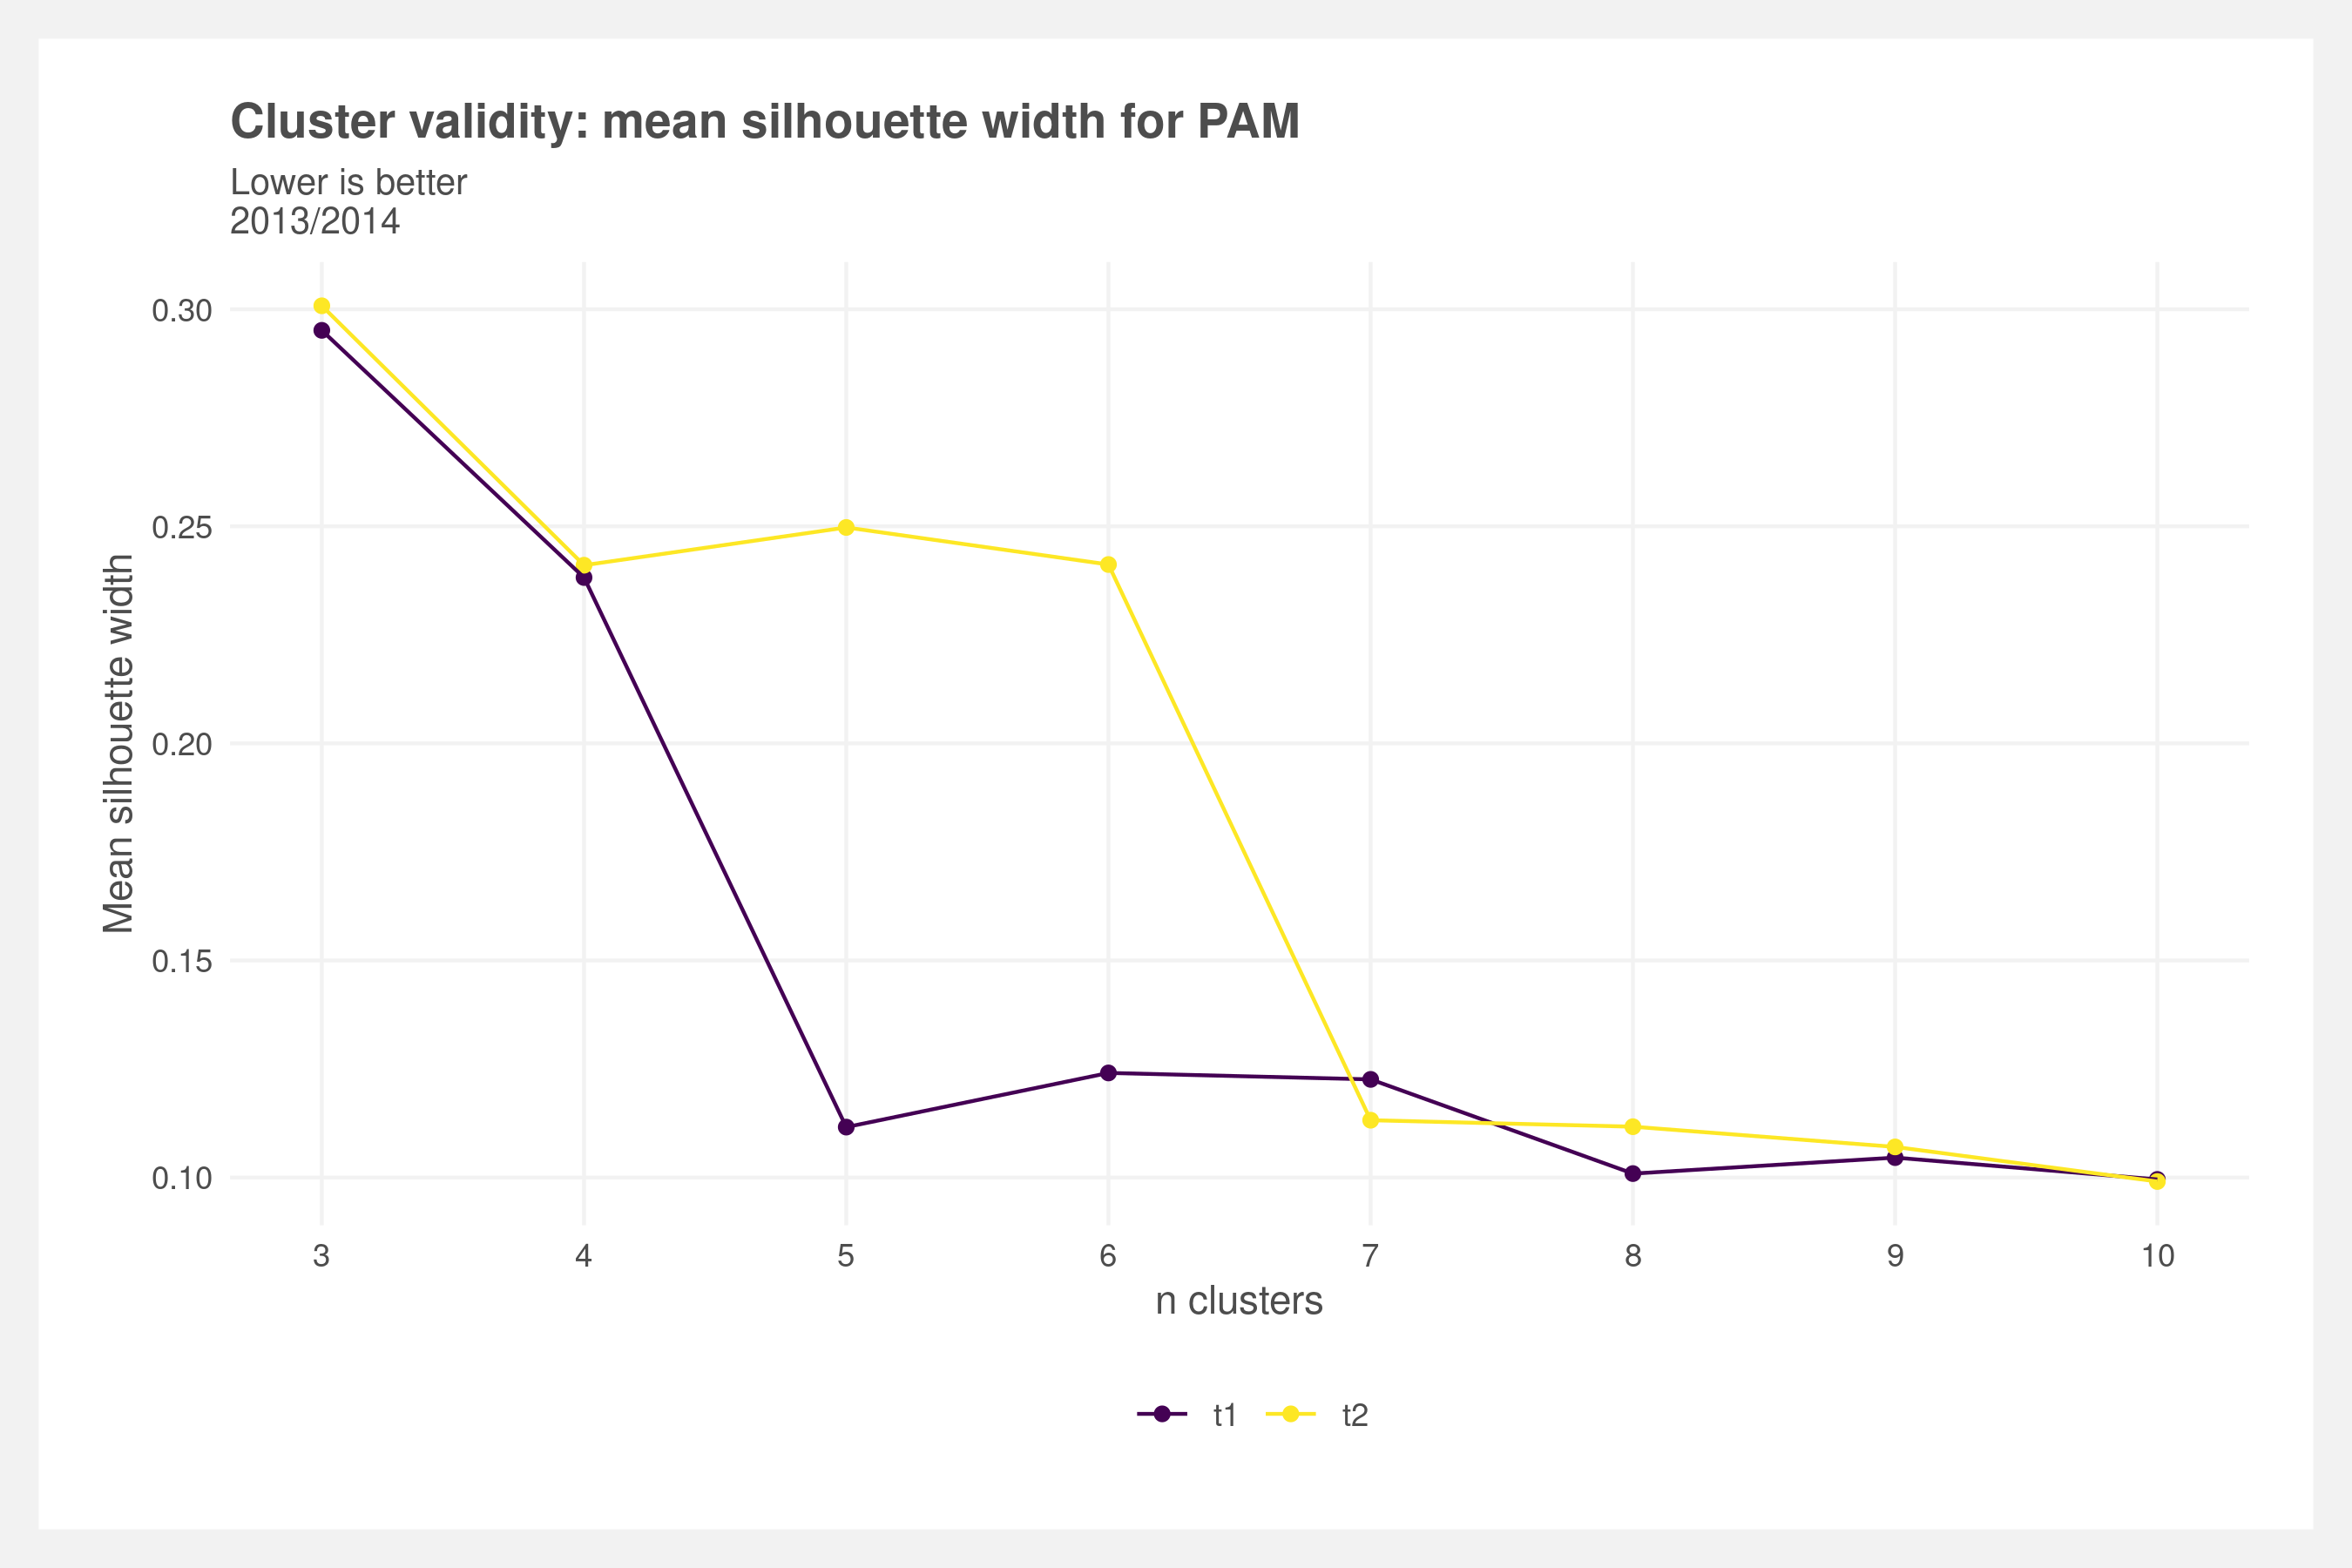 Cluster validity: mean silhouette width for PAM
Lower is better
2013/2014
0.30
0.25
0.20
0.15
0.10
Mean silhouette width
3 4 5 6 7 8 9 10
n clusters
t1 t2